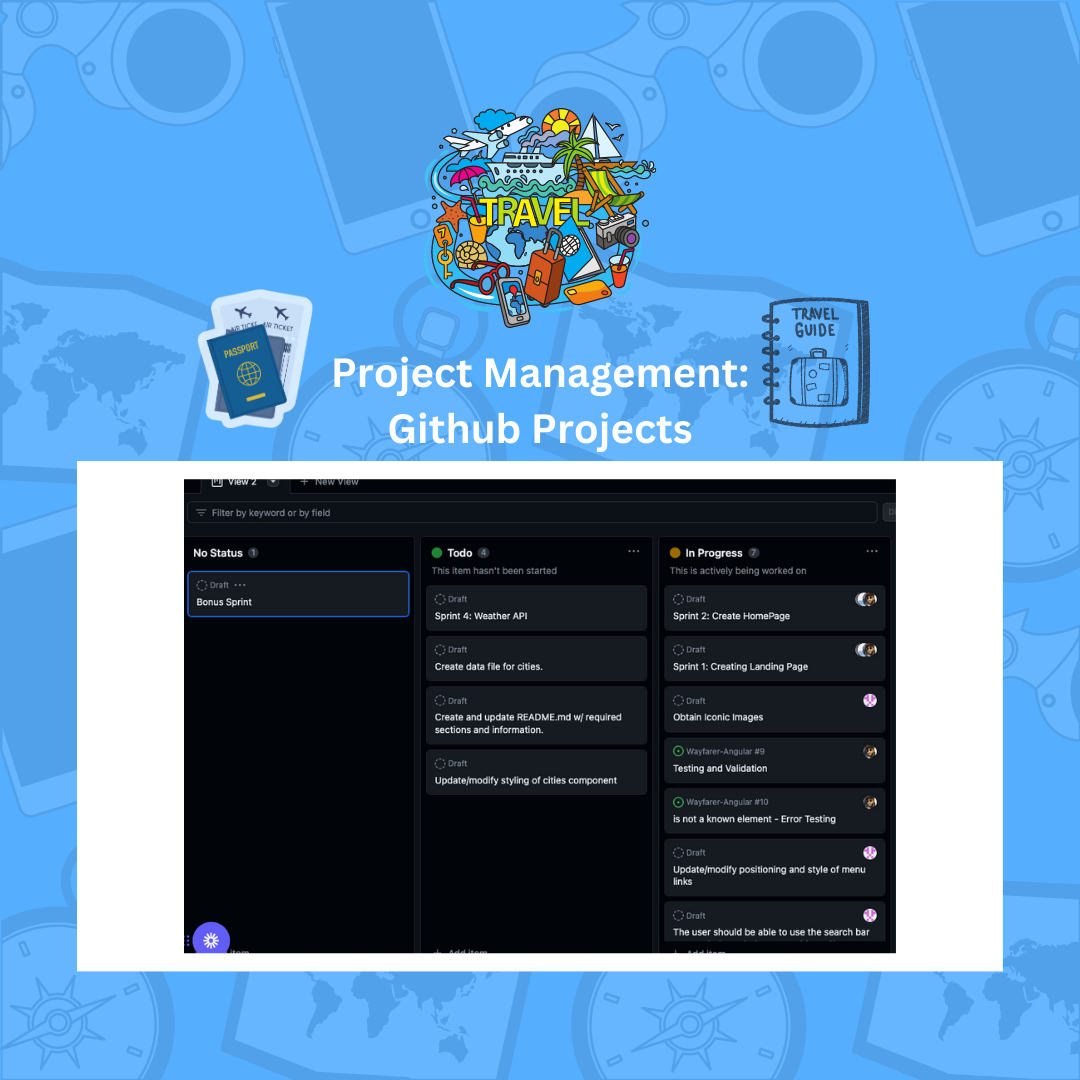 TRAVEL
7
AIR TICKET
AIR TICKET
PASSPORT
TRAVEL
GUIDE
Project Management:
Github Projects
View 2
+ New View
Filter by keyword or by field
No Status 1
Draft ...
Bonus Sprint
Todo 4 ...
This item hasn't been started
Draft
Sprint 4: Weather API
Draft
Create data file for cities.
Draft
Create and update README.md w/ required
sections and information.
Draft
Update/modify styling of cities component
+ Add item
In Progress 7 ...
This is actively being worked on
Draft
Sprint 2: Create HomePage
Draft
Sprint 1: Creating Landing Page
Draft
Obtain Iconic Images
Wayfarer-Angular #9
Testing and Validation
Wayfarer-Angular #10
is not a known element - Error Testing
Draft
Update/modify positioning and style of menu
links
Draft
The user should be able to use the search bar
+ Add item
item